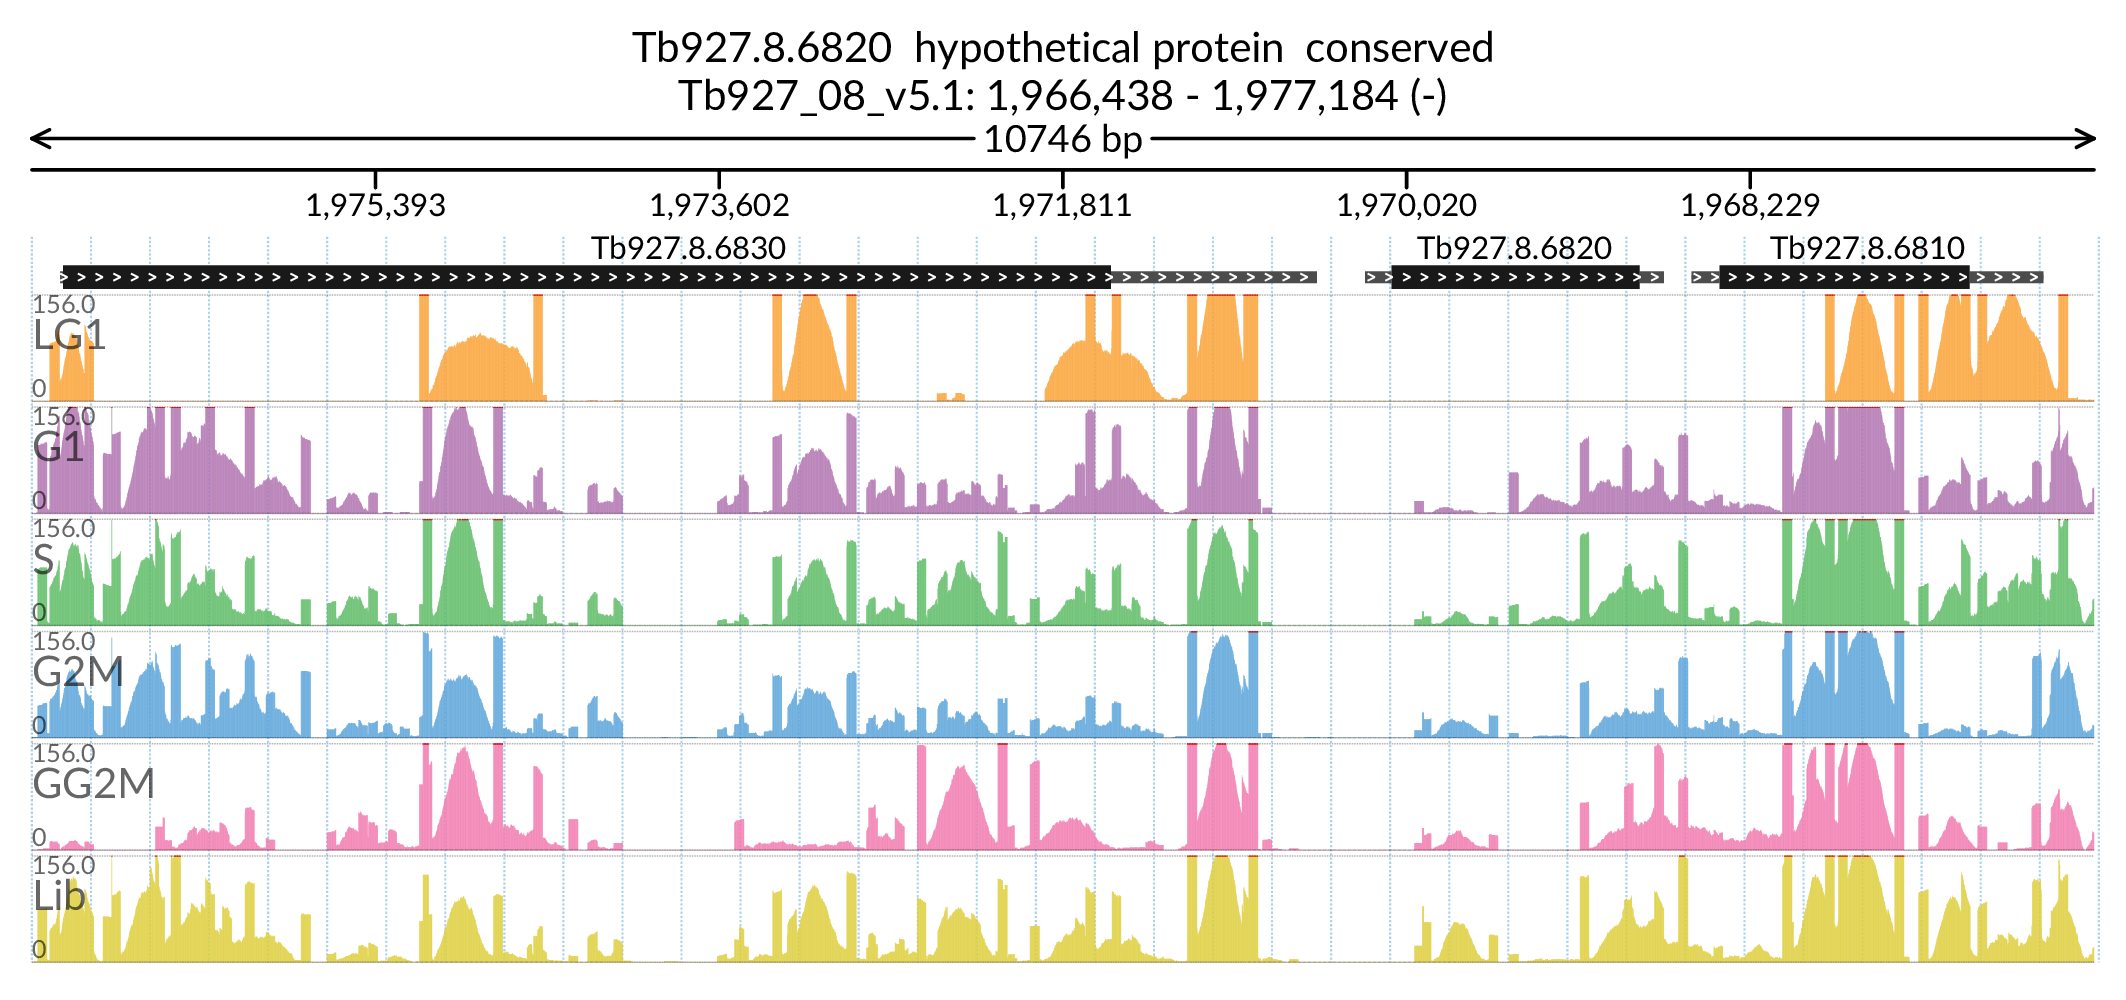 Tb927.8.6820 hypothetical protein conserved
Tb927_08_v5.1: 1,966,438 - 1,977,184 (-)
10746 bp
1,975,393 1,973,602 1,971,811 1,970,020 1,968,229
Tb927.8.6830 Tb927.8.6820 Tb927.8.6810
156.0
LG1
0
156.0
G1
0
156.0
S
0
156.0
G2M
0
156.0
GG2M
0
156.0
Lib
0